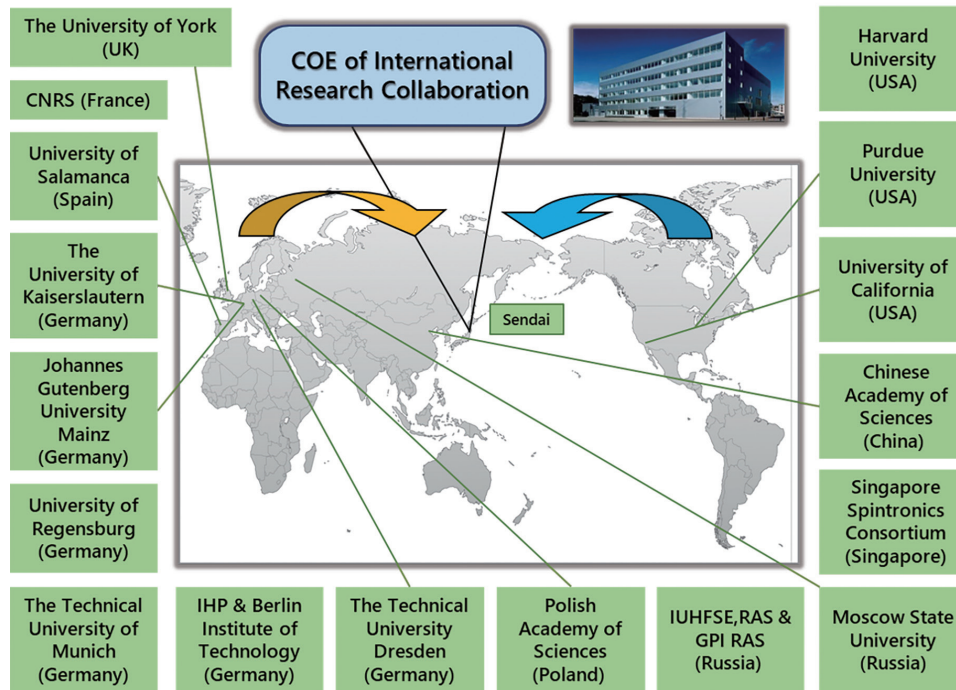 The University of York
(UK)
COE of International
Research Collaboration
Harvard
University
(USA)
CNRS (France)
University of
Salamanca
(Spain)
Purdue
University
(USA)
The
University of
Kaiserslautern
(Germany)
University of
California
(USA)
Sendai
Johannes
Gutenberg
University
Mainz
(Germany)
Chinese
Academy of
Sciences
(China)
University of
Regensburg
(Germany)
Singapore
Spintronics
Consortium
(Singapore)
The Technical
University of
Munich
(Germany)
IHP & Berlin
Institute of
Technology
(Germany)
The Technical
University
Dresden
(Germany)
Polish
Academy of
Sciences
(Poland)
IUHFSE,RAS &
GPI RAS
(Russia)
Moscow State
University
(Russia)